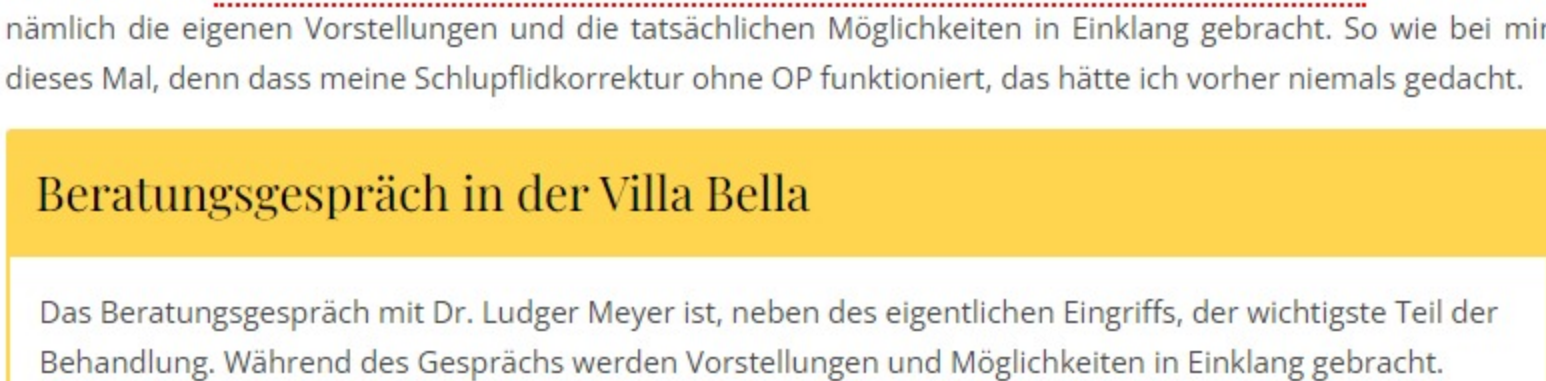 nämlich die eigenen Vorstellungen und die tatsächlichen Möglichkeiten in Einklang gebracht. So wie bei mir
dieses Mal, denn dass meine Schlupflidkorrektur ohne OP funktioniert, das hätte ich vorher niemals gedacht.
Beratungsgespräch in der Villa Bella
Das Beratungsgespräch mit Dr. Ludger Meyer ist, neben des eigentlichen Eingriffs, der wichtigste Teil der
Behandlung. Während des Gesprächs werden Vorstellungen und Möglichkeiten in Einklang gebracht.